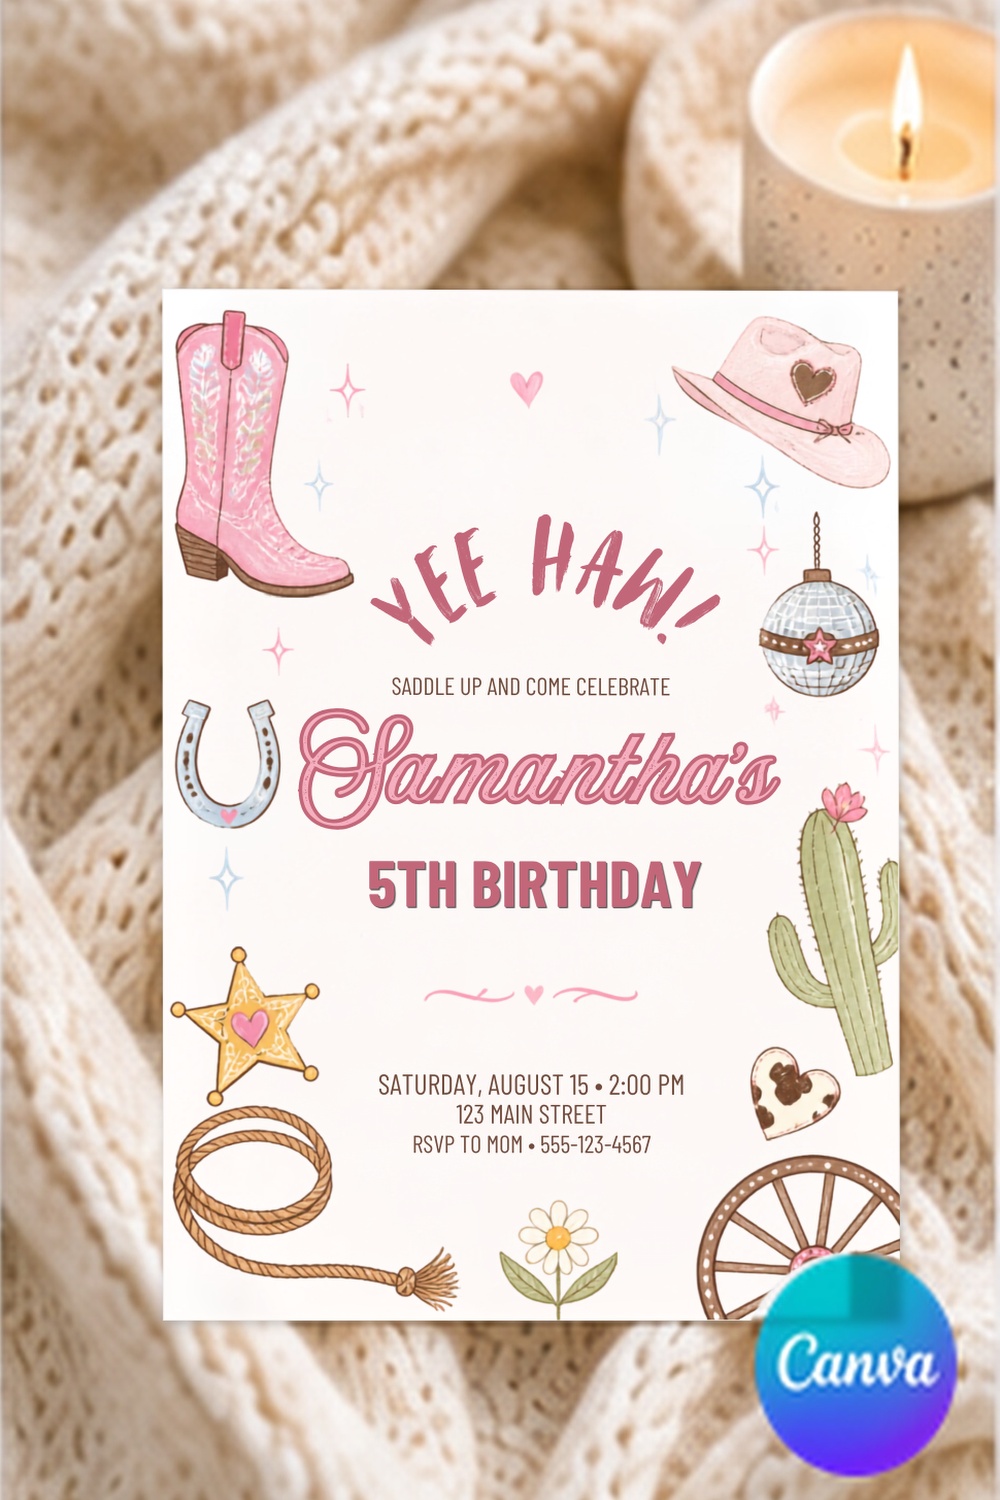 YEE HAW!
SADDLE UP AND COME CELEBRATE
Samantha's
5TH BIRTHDAY
SATURDAY, AUGUST 15 • 2:00 PM
123 MAIN STREET
RSVP TO MOM • 555-123-4567
Canva